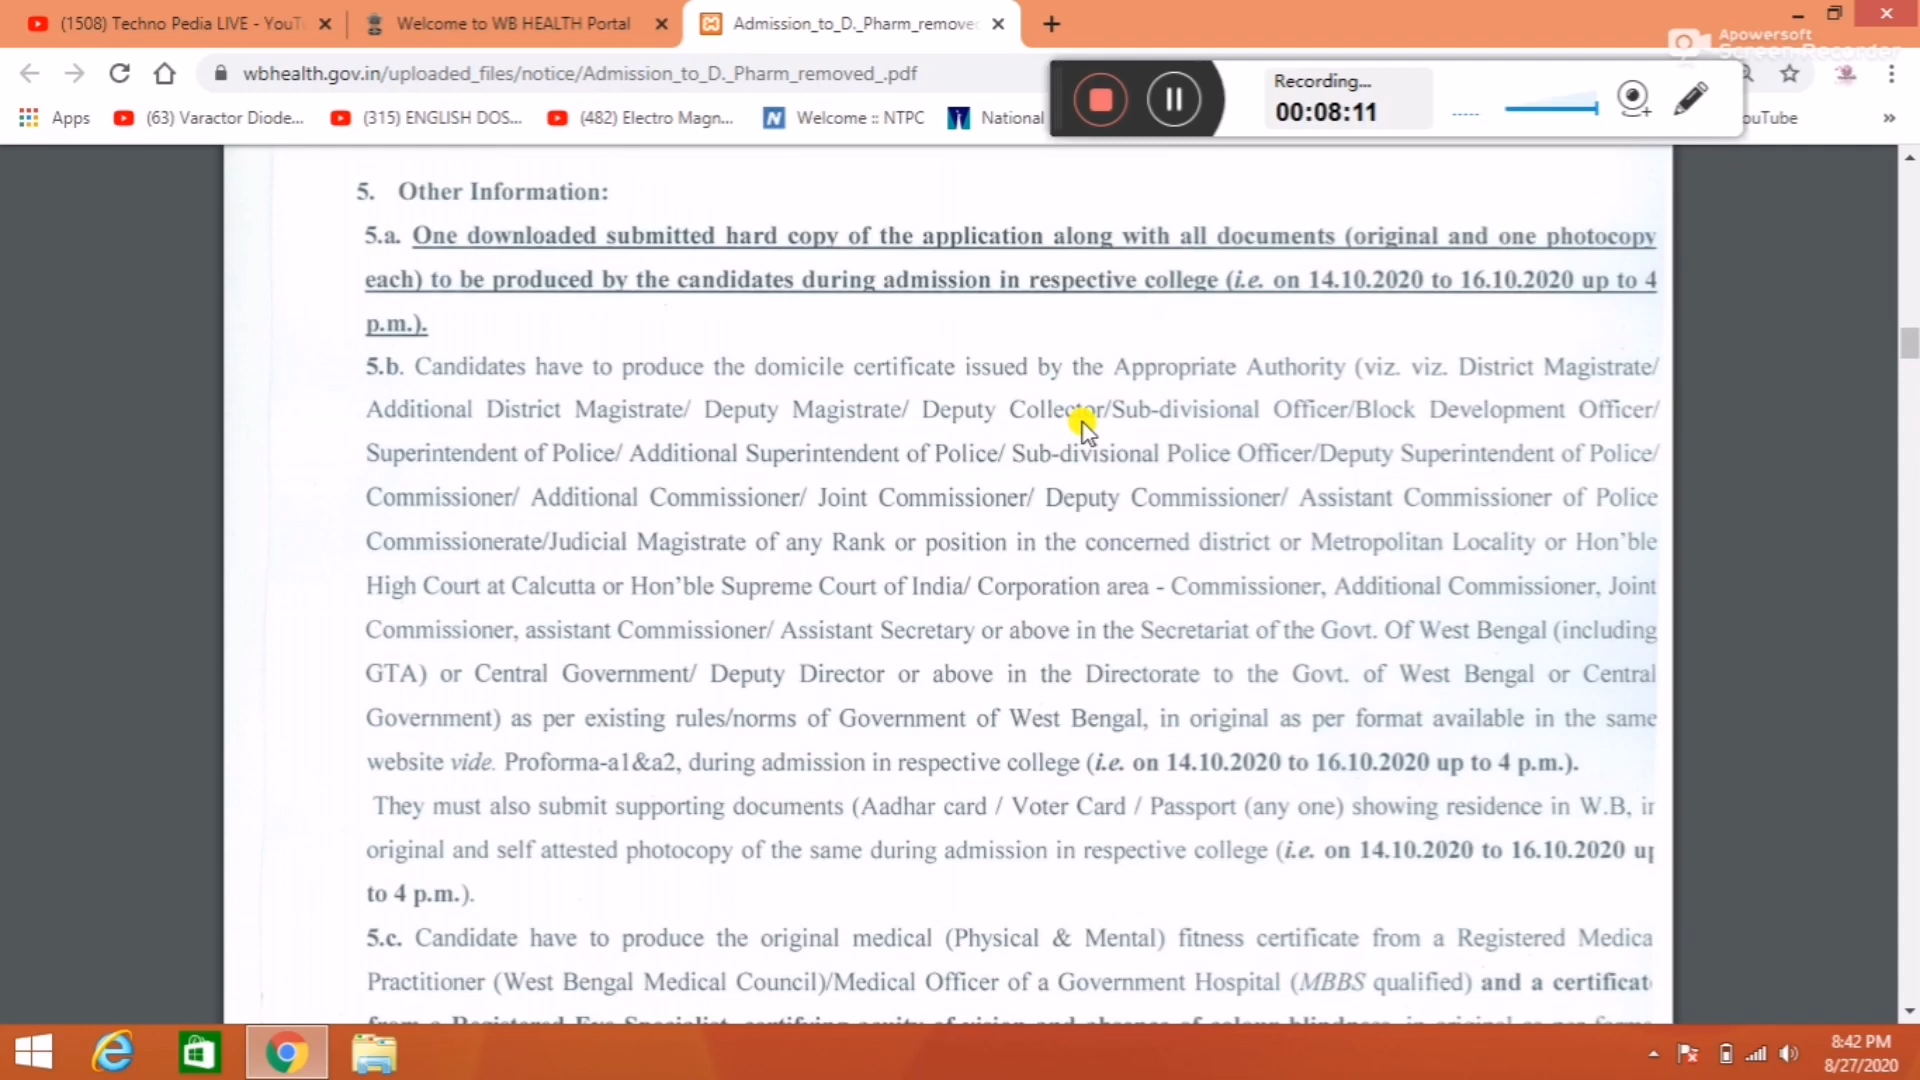 (1508) Techno Pedia LIVE - YouT
Welcome to WB HEALTH Portal
Admission_to_D._Pharm_remove
Apowersoft
Screen Recorder
wbhealth.gov.in/uploaded_files/notice/Admission_to_D._Pharm_removed_.pdf
Recording...
00:08:11
Apps
(63) Varactor Diode...
(315) ENGLISH DOS...
(482) Electro Magn...
Welcome :: NTPC
National
ouTube
»
5. Other Information:
5.a. One downloaded submitted hard copy of the application along with all documents (original and one photocopy
each) to be produced by the candidates during admission in respective college (i.e. on 14.10.2020 to 16.10.2020 up to 4
p.m.).
5.b. Candidates have to produce the domicile certificate issued by the Appropriate Authority (viz. viz. District Magistrate/
Additional District Magistrate/ Deputy Magistrate/ Deputy Collector/Sub-divisional Officer/Block Development Officer/
Superintendent of Police/ Additional Superintendent of Police/ Sub-divisional Police Officer/Deputy Superintendent of Police/
Commissioner/ Additional Commissioner/ Joint Commissioner/ Deputy Commissioner/ Assistant Commissioner of Police
Commissionerate/Judicial Magistrate of any Rank or position in the concerned district or Metropolitan Locality or Hon'ble
High Court at Calcutta or Hon'ble Supreme Court of India/ Corporation area - Commissioner, Additional Commissioner, Joint
Commissioner, assistant Commissioner/ Assistant Secretary or above in the Secretariat of the Govt. Of West Bengal (including
GTA) or Central Government/ Deputy Director or above in the Directorate to the Govt. of West Bengal or Central
Government) as per existing rules/norms of Government of West Bengal, in original as per format available in the same
website vide. Proforma-a1&a2, during admission in respective college (i.e. on 14.10.2020 to 16.10.2020 up to 4 p.m.).
They must also submit supporting documents (Aadhar card / Voter Card / Passport (any one) showing residence in W.B, in
original and self attested photocopy of the same during admission in respective college (i.e. on 14.10.2020 to 16.10.2020 up
to 4 p.m.).
5.c. Candidate have to produce the original medical (Physical & Mental) fitness certificate from a Registered Medica
Practitioner (West Bengal Medical Council)/Medical Officer of a Government Hospital (MBBS qualified) and a certificat
from a Registered Eye Specialist, certifying
8:42 PM
8/27/2020